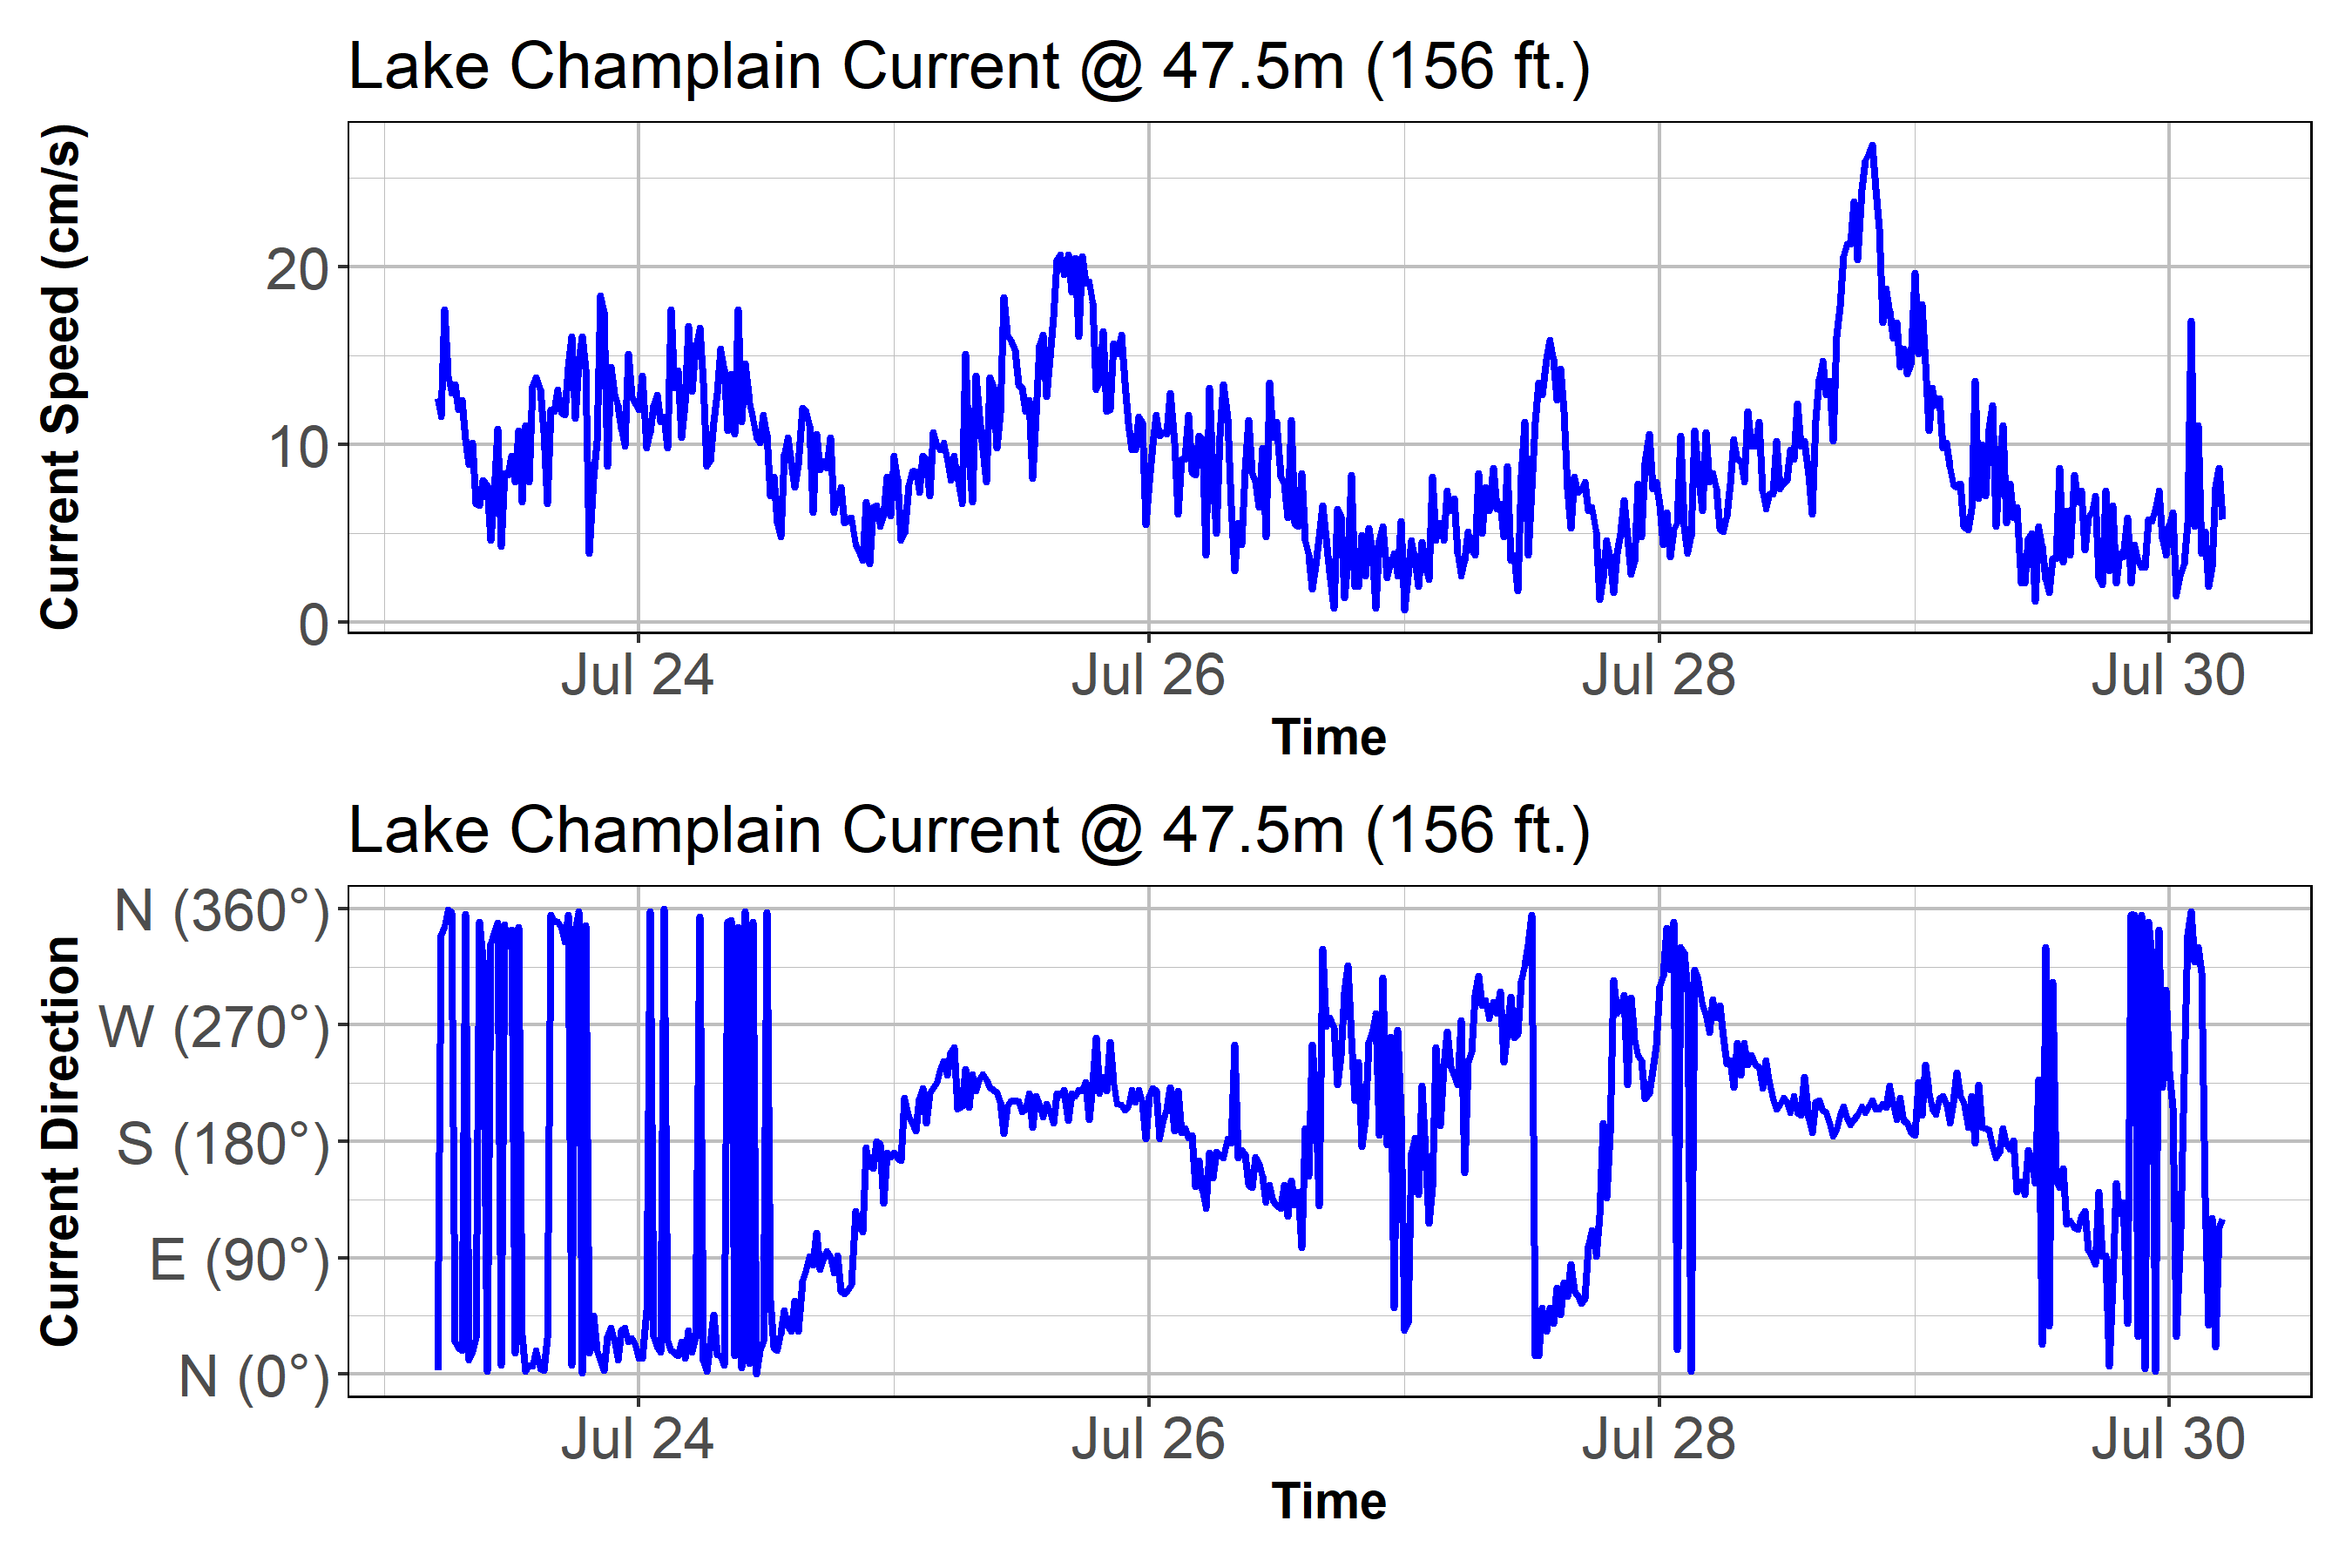 Lake Champlain Current @ 47.5m (156 ft.)
Current Speed (cm/s)
20
10
0
Jul 24 Jul 26 Jul 28 Jul 30
Time
Lake Champlain Current @ 47.5m (156 ft.)
Current Direction
N (360°)
W (270°)
S (180°)
E (90°)
N (0°)
Jul 24 Jul 26 Jul 28 Jul 30
Time